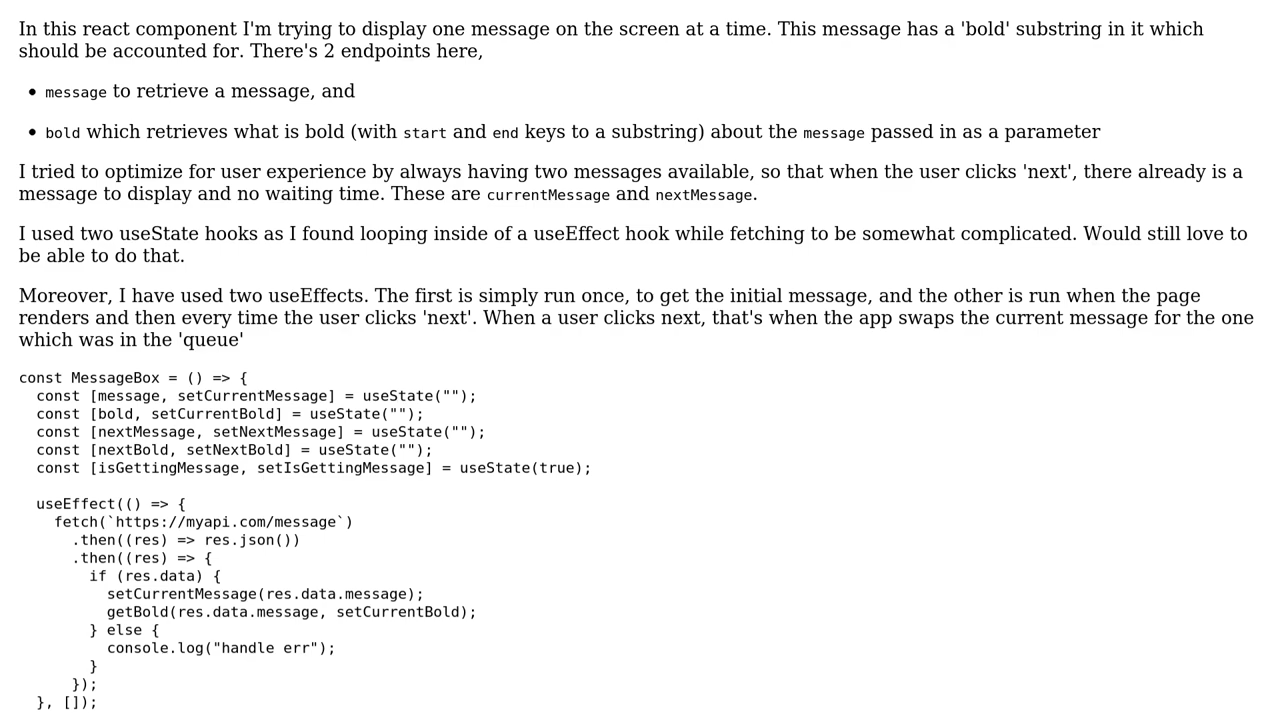 In this react component I'm trying to display one message on the screen at a time. This message has a 'bold' substring in it which
should be accounted for. There's 2 endpoints here,
• message to retrieve a message, and
• bold which retrieves what is bold (with start and end keys to a substring) about the message passed in as a parameter
I tried to optimize for user experience by always having two messages available, so that when the user clicks 'next', there already is a
message to display and no waiting time. These are currentMessage and nextMessage.
I used two useState hooks as I found looping inside of a useEffect hook while fetching to be somewhat complicated. Would still love to
be able to do that.
Moreover, I have used two useEffects. The first is simply run once, to get the initial message, and the other is run when the page
renders and then every time the user clicks 'next'. When a user clicks next, that's when the app swaps the current message for the one
which was in the 'queue'
const MessageBox = () => {
  const [message, setCurrentMessage] = useState("");
  const [bold, setCurrentBold] = useState("");
  const [nextMessage, setNextMessage] = useState("");
  const [nextBold, setNextBold] = useState("");
  const [isGettingMessage, setIsGettingMessage] = useState(true);
  useEffect(() => {
    fetch(`https://myapi.com/message`)
      .then((res) => res.json())
      .then((res) => {
        if (res.data) {
          setCurrentMessage(res.data.message);
          getBold(res.data.message, setCurrentBold);
        } else {
          console.log("handle err");
        }
      });
  }, []);